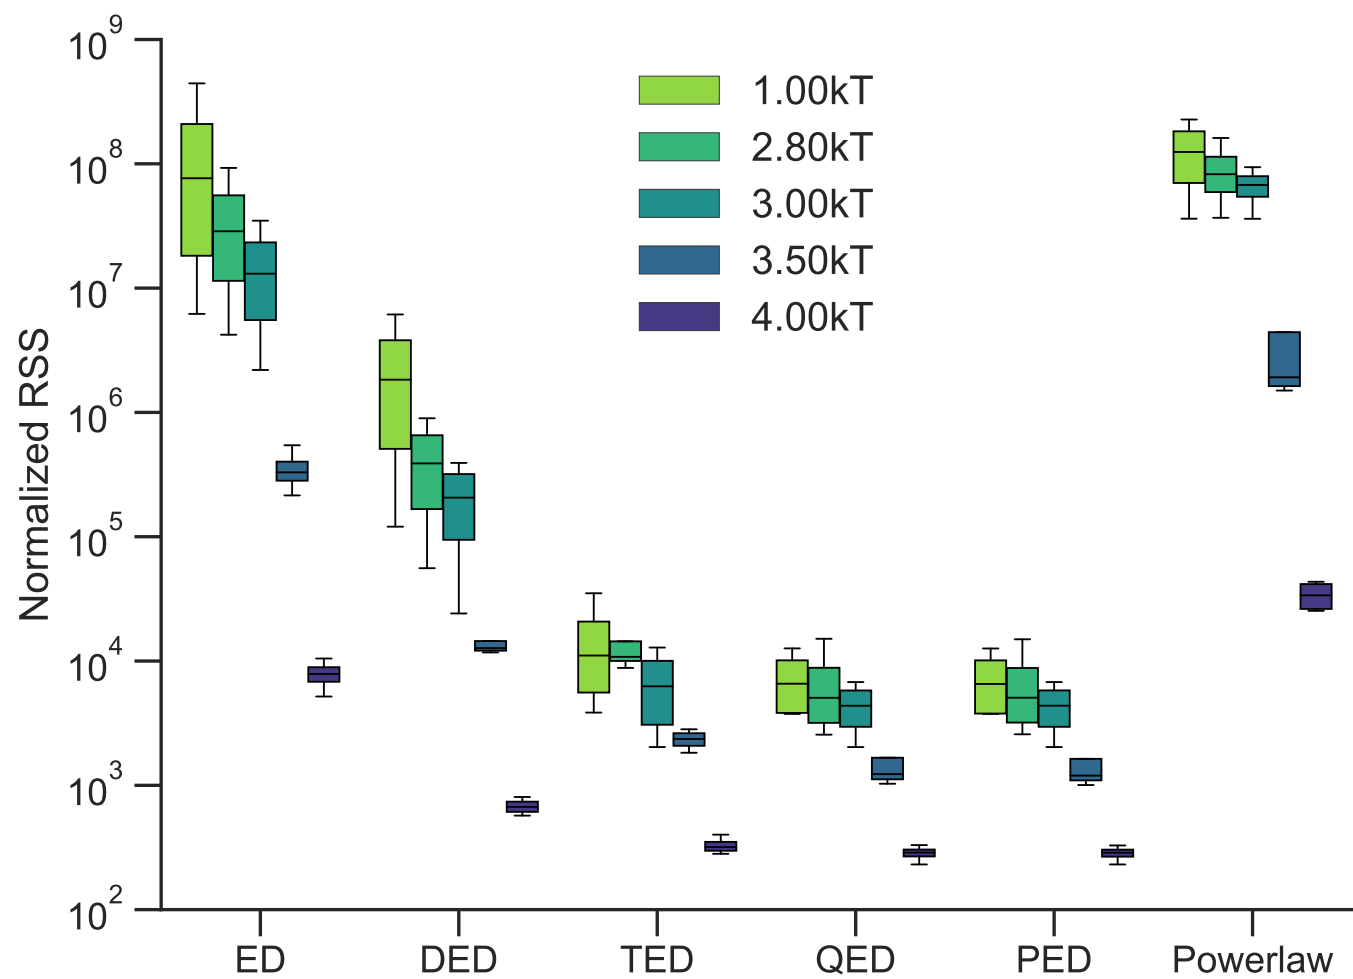 Normalized RSS
10^9
10^8
10^7
10^6
10^5
10^4
10^3
10^2
1.00kT
2.80kT
3.00kT
3.50kT
4.00kT
ED DED TED QED PED Powerlaw